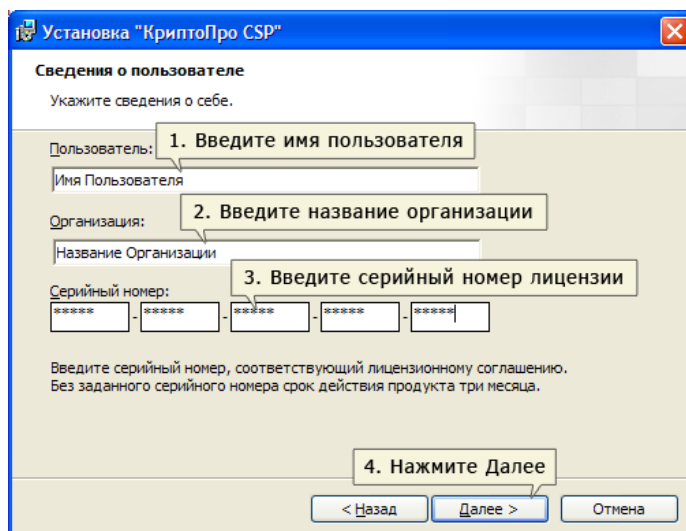 Установка "КриптоПро CSP"
Сведения о пользователе
Укажите сведения о себе.
Пользователь:
1. Введите имя пользователя
Имя Пользователя
Организация:
2. Введите название организации
Название Организации
Серийный номер:
3. Введите серийный номер лицензии
***** - ***** - ***** - ***** - *****
Введите серийный номер, соответствующий лицензионному соглашению.
Без заданного серийного номера срок действия продукта три месяца.
4. Нажмите Далее
< Назад Далее > Отмена